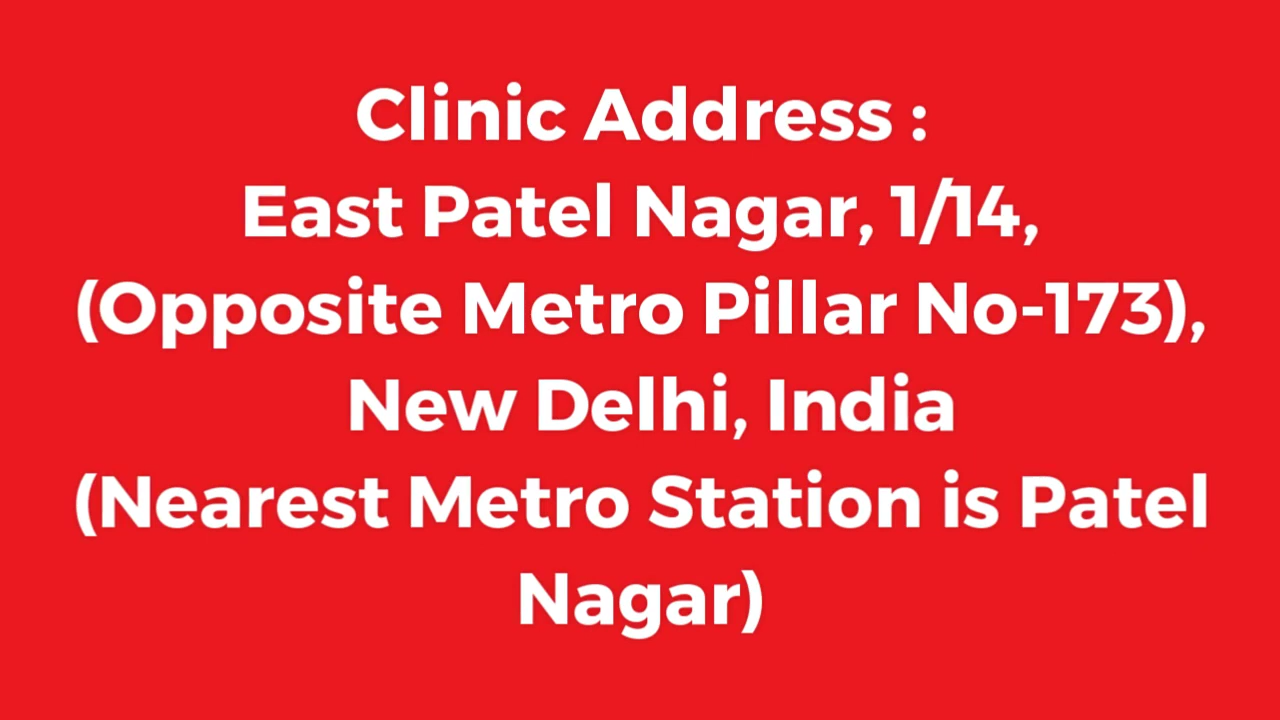 Clinic Address :
East Patel Nagar, 1/14,
(Opposite Metro Pillar No-173),
New Delhi, India
(Nearest Metro Station is Patel
Nagar)